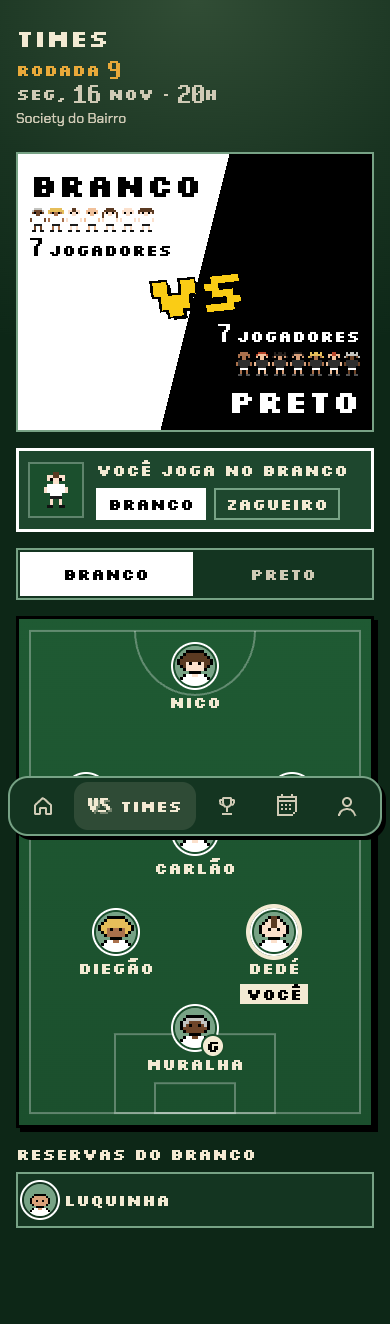 TIMES
RODADA 9
SEG, 16 NOV · 20H
Society do Bairro
BRANCO
7 JOGADORES
VS
7 JOGADORES
PRETO
VOCÊ JOGA NO BRANCO
BRANCO
ZAGUEIRO
BRANCO
PRETO
NICO
VS TIMES
CARLÃO
DIEGÃO
DEDÉ
VOCÊ
G
MURALHA
RESERVAS DO BRANCO
LUQUINHA